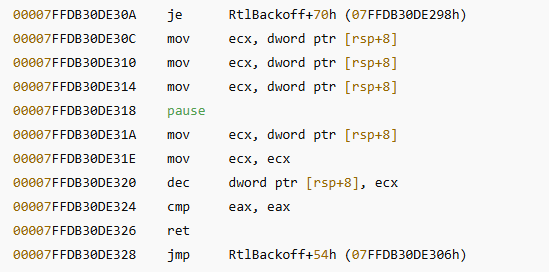 00007FFDB30DE30A je RtlBackoff+70h (07FFDB30DE298h)
00007FFDB30DE30C mov ecx, dword ptr [rsp+8]
00007FFDB30DE310 mov ecx, dword ptr [rsp+8]
00007FFDB30DE314 mov ecx, dword ptr [rsp+8]
00007FFDB30DE318 pause
00007FFDB30DE31A mov ecx, dword ptr [rsp+8]
00007FFDB30DE31E mov ecx, ecx
00007FFDB30DE320 dec dword ptr [rsp+8], ecx
00007FFDB30DE324 cmp eax, eax
00007FFDB30DE326 ret
00007FFDB30DE328 jmp RtlBackoff+54h (07FFDB30DE306h)